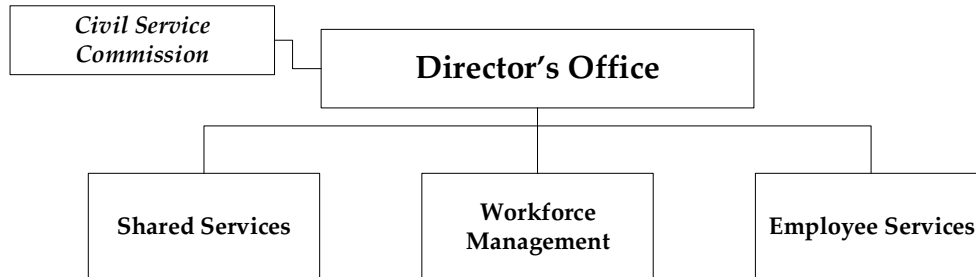 Civil Service
Commission
Director’s Office
Shared Services
Workforce
Management
Employee Services